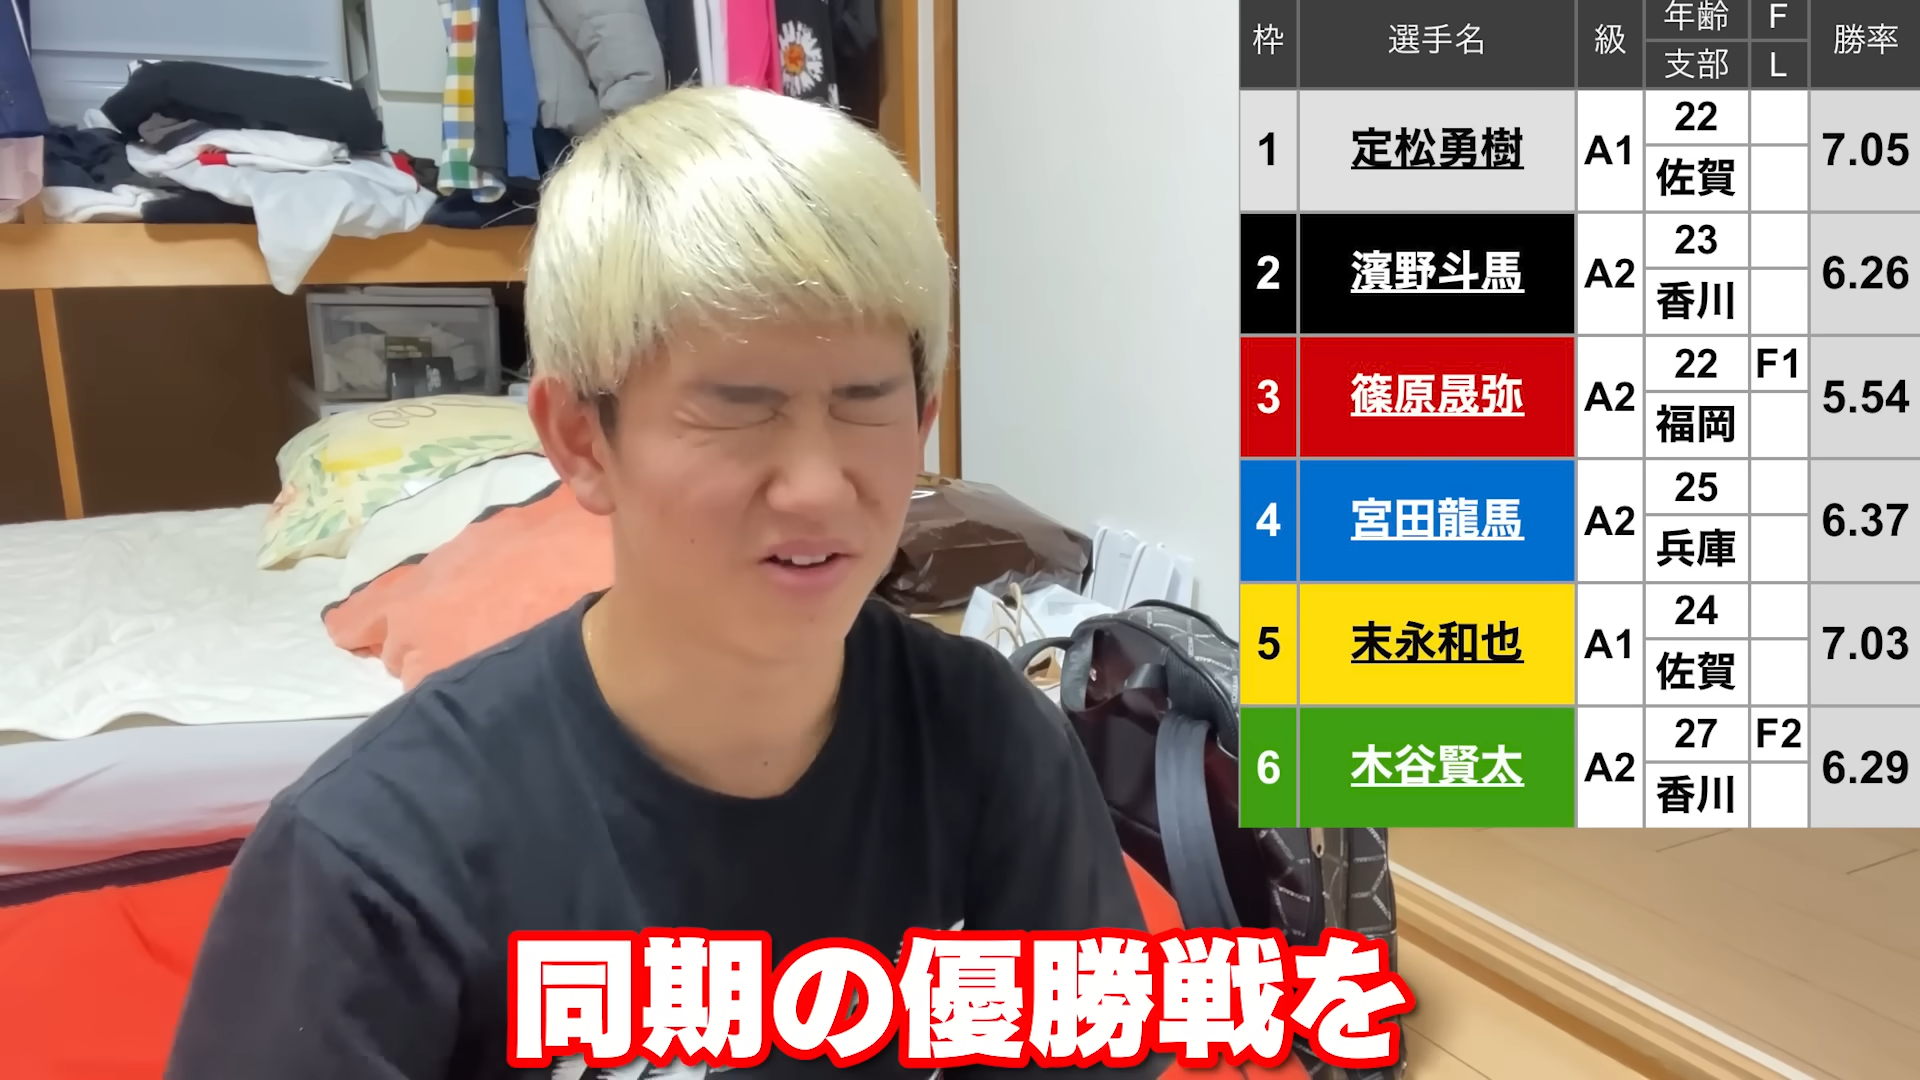 枠 選手名 級 年齢 支部 F L 勝率
1 定松勇樹 A1 22 佐賀 7.05
2 濱野斗馬 A2 23 香川 6.26
3 篠原晟弥 A2 22 福岡 F1 5.54
4 宮田龍馬 A2 25 兵庫 6.37
5 末永和也 A1 24 佐賀 7.03
6 木谷賢太 A2 27 香川 F2 6.29
同期の優勝戦を